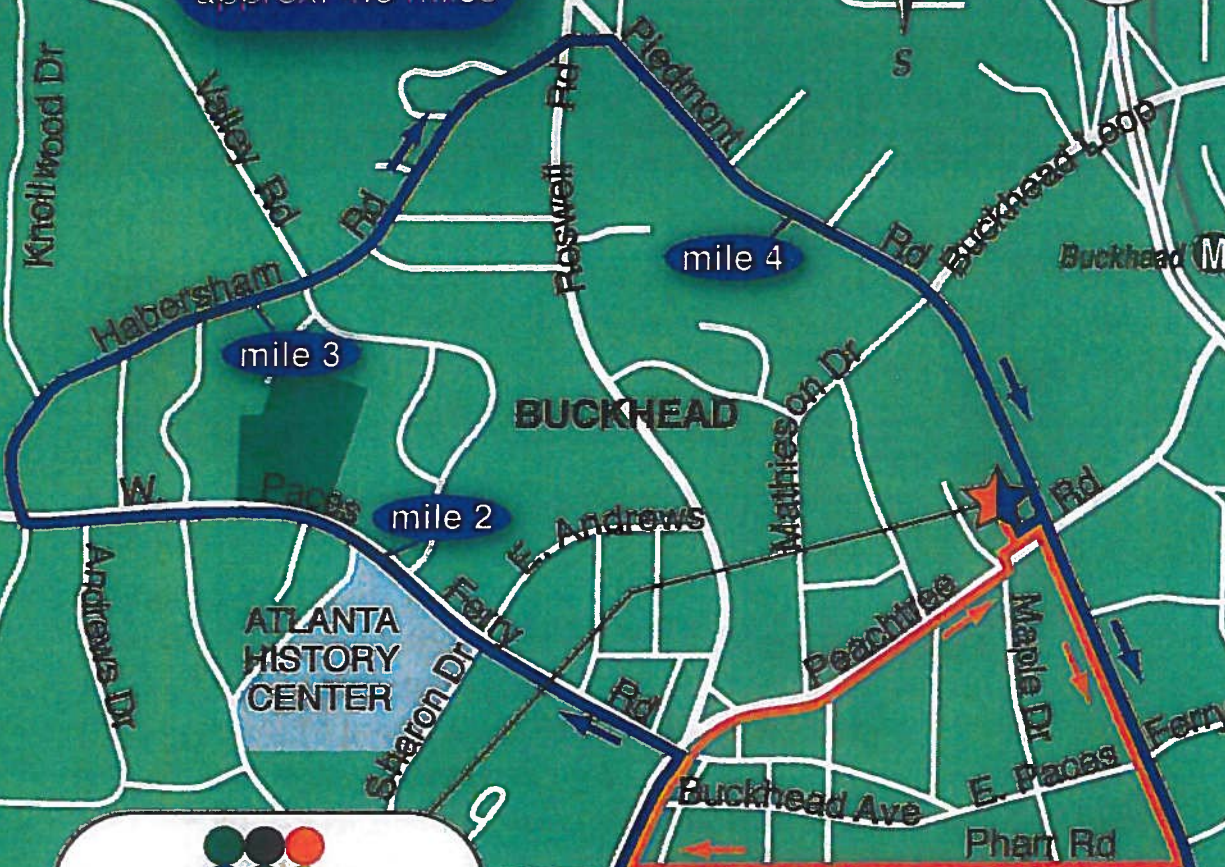 Knollwood Dr
Valley Rd
Piedmont Rd
S
Roswell Rd
Buckhead Loop
Buckhead M
Habersham Rd
mile 4
mile 3
BUCKHEAD
Mathieson Dr
W. Paces Ferry Rd
mile 2
E. Andrews
Andrews Dr
ATLANTA
HISTORY
CENTER
Sharon Dr
Peachtree Rd
Maple Dr
E. Paces Fern
Buckhead Ave
Pharr Rd